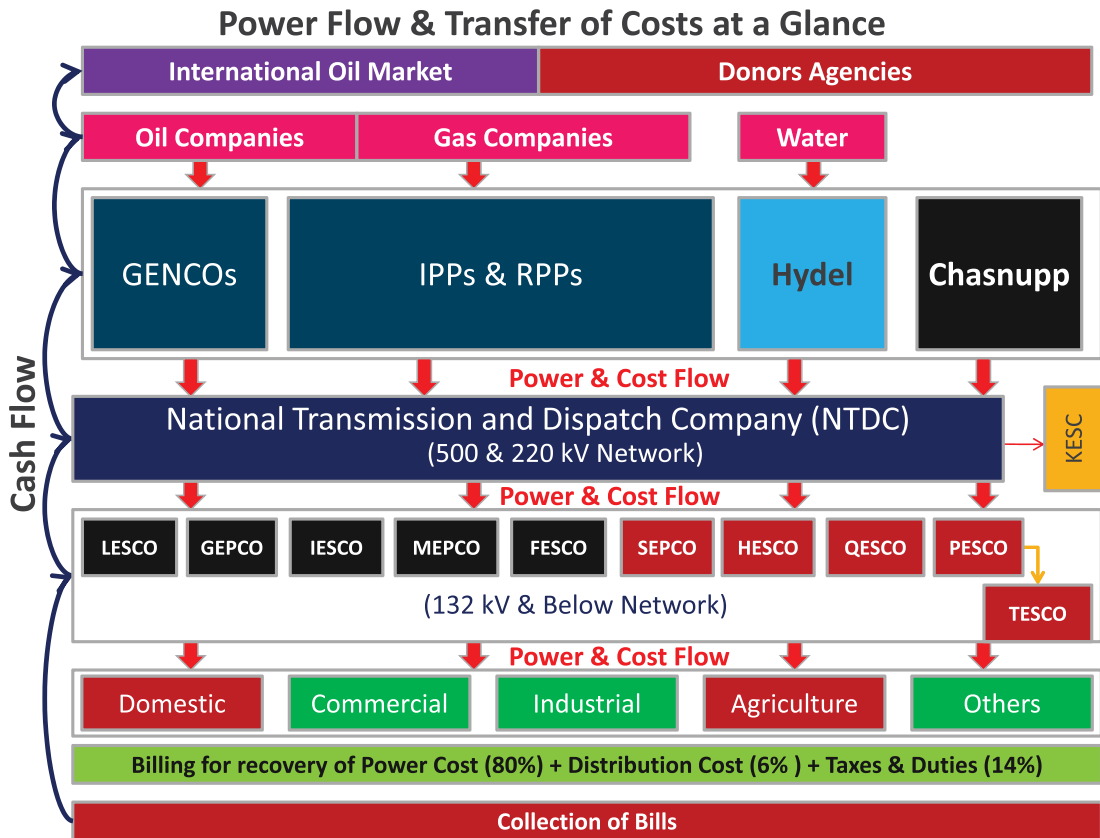 Power Flow & Transfer of Costs at a Glance
International Oil Market
Donors Agencies
Oil Companies
Gas Companies
Water
GENCOs
IPPs & RPPs
Hydel
Chasnupp
Cash Flow
Power & Cost Flow
National Transmission and Dispatch Company (NTDC)
(500 & 220 kV Network)
KESC
Power & Cost Flow
LESCO
GEPCO
IESCO
MEPCO
FESCO
SEPCO
HESCO
QESCO
PESCO
(132 kV & Below Network)
TESCO
Power & Cost Flow
Domestic
Commercial
Industrial
Agriculture
Others
Billing for recovery of Power Cost (80%) + Distribution Cost (6% ) + Taxes & Duties (14%)
Collection of Bills